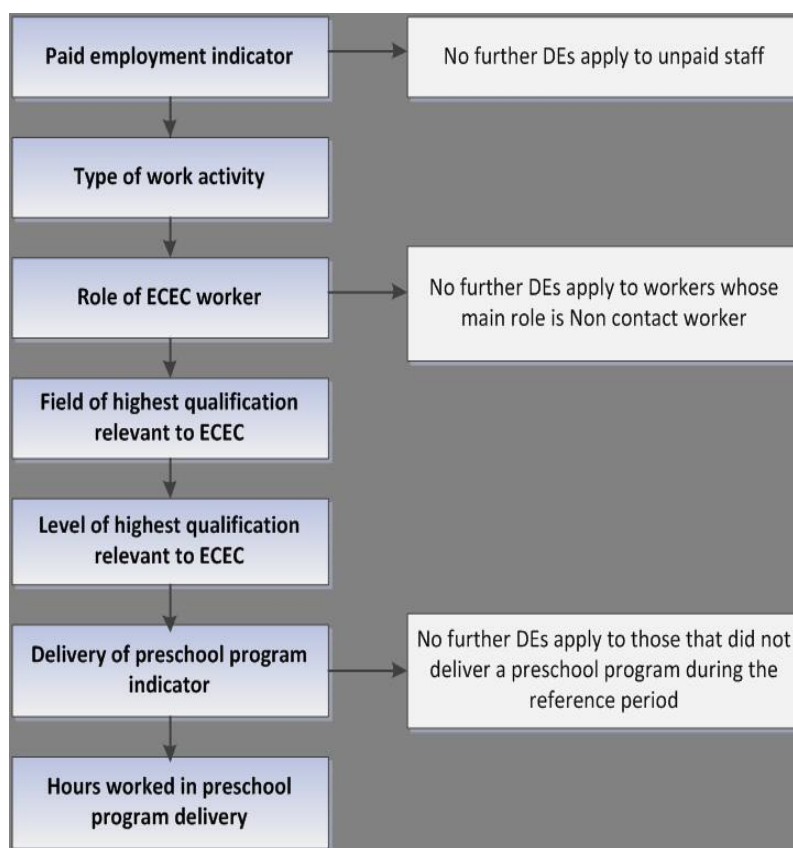 Paid employment indicator
No further DEs apply to unpaid staff
Type of work activity
Role of ECEC worker
No further DEs apply to workers whose
main role is Non contact worker
Field of highest qualification
relevant to ECEC
Level of highest qualification
relevant to ECEC
Delivery of preschool program
indicator
No further DEs apply to those that did not
deliver a preschool program during the
reference period
Hours worked in preschool
program delivery